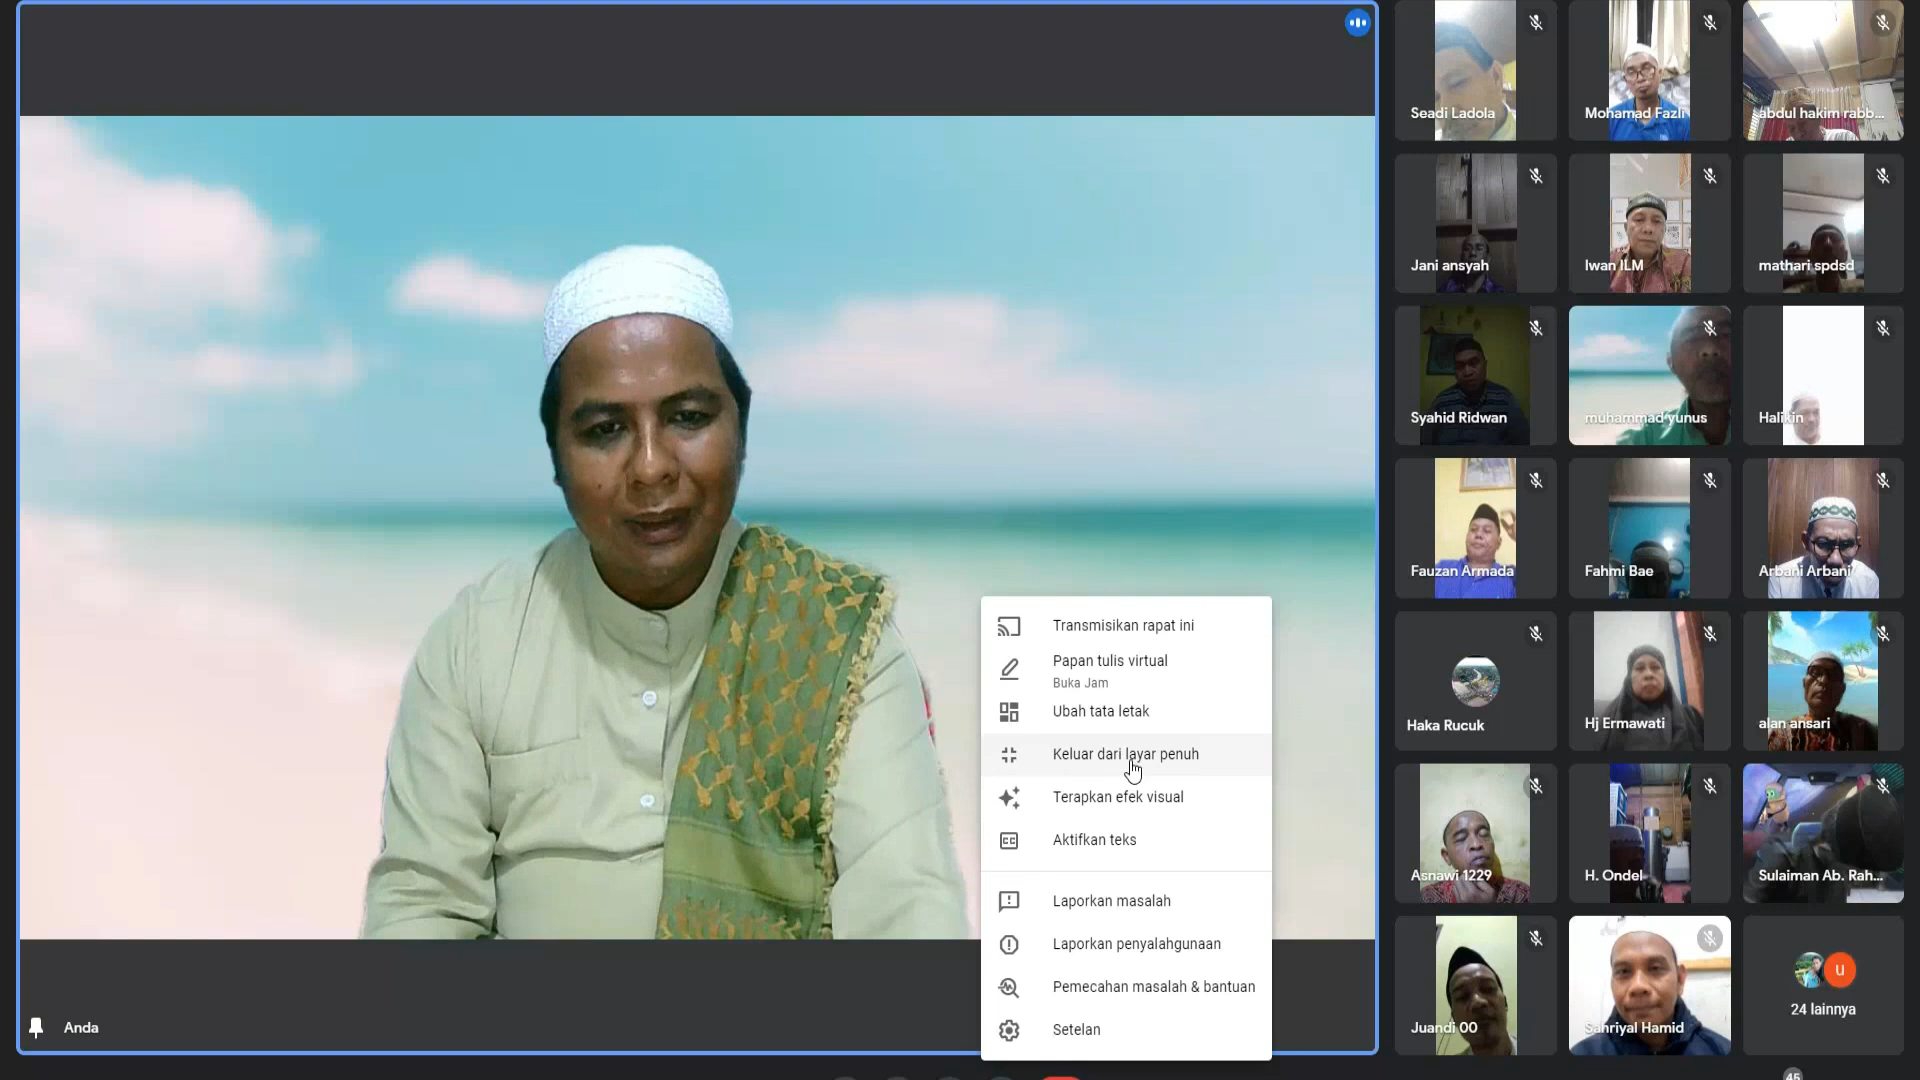 Seadi Ladola
Mohamad Fazli
abdul hakim rabb...
Jani ansyah
Iwan ILM
mathari spdsd
Syahid Ridwan
muhammad yunus
Halikin
Fauzan Armada
Fahmi Bae
Arbani Arbani
Haka Rucuk
Hj Ermawati
alan ansari
Asnawi 1229
H. Ondel
Sulaiman Ab. Rah...
Juandi 00
Sahriyal Hamid
u
24 lainnya
Transmisikan rapat ini
Papan tulis virtual
Buka Jam
Ubah tata letak
Keluar dari layar penuh
Terapkan efek visual
Aktifkan teks
Laporkan masalah
Laporkan penyalahgunaan
Pemecahan masalah & bantuan
Setelan
Anda
45